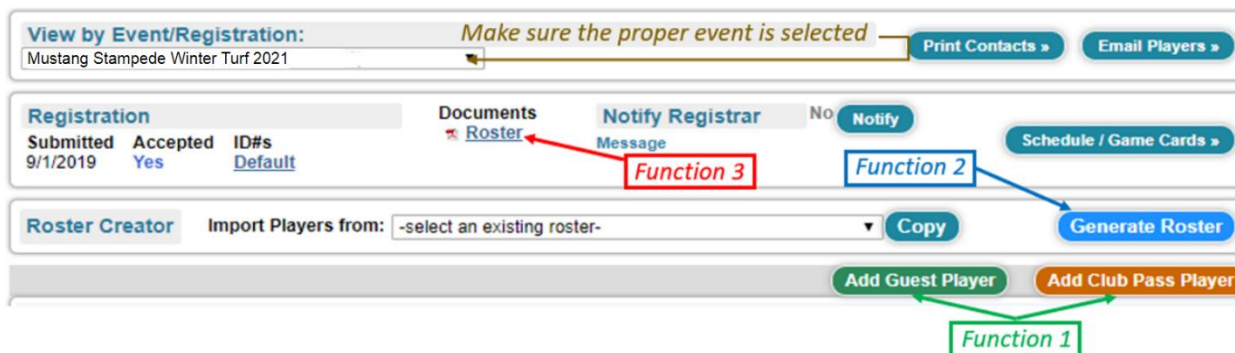 View by Event/Registration:
Make sure the proper event is selected
Mustang Stampede Winter Turf 2021
Print Contacts »
Email Players »
Registration
Documents
Notify Registrar
No
Notify
Submitted Accepted ID#s
Roster
Message
Schedule / Game Cards »
9/1/2019 Yes Default
Function 3
Function 2
Roster Creator Import Players from: -select an existing roster- Copy Generate Roster
Add Guest Player Add Club Pass Player
Function 1